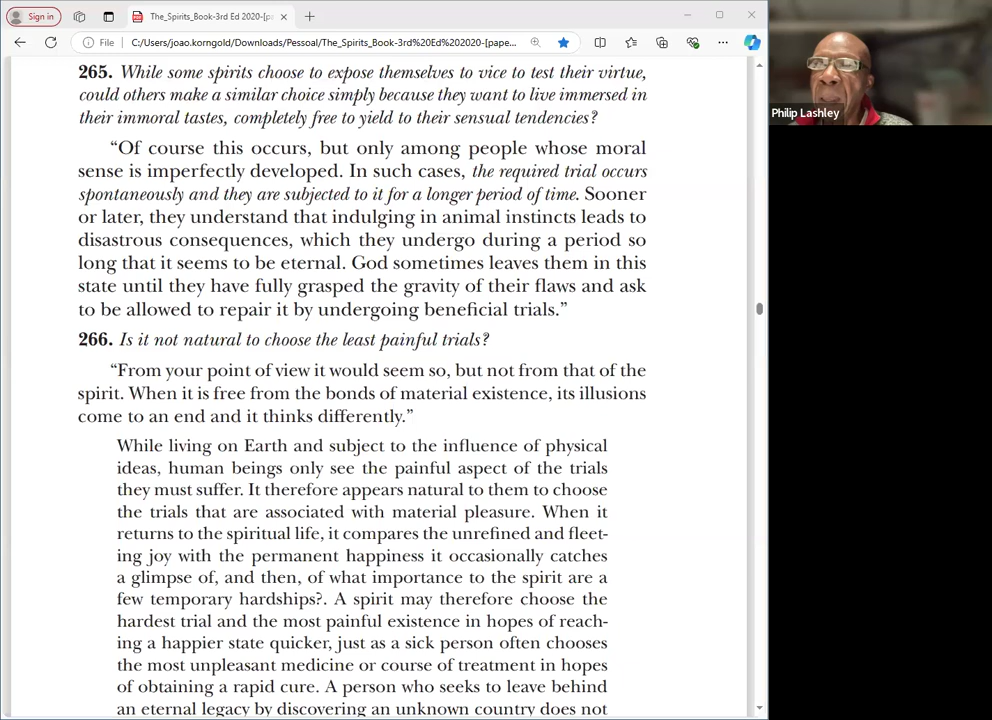 Sign in
The_Spirits_Book-3rd Ed 2020-[pa
File
C:/Users/joao.korngold/Downloads/Pessoal/The_Spirits_Book-3rd%20Ed%202020-[pape...
265. While some spirits choose to expose themselves to vice to test their virtue,
could others make a similar choice simply because they want to live immersed in
their immoral tastes, completely free to yield to their sensual tendencies?
“Of course this occurs, but only among people whose moral
sense is imperfectly developed. In such cases, the required trial occurs
spontaneously and they are subjected to it for a longer period of time. Sooner
or later, they understand that indulging in animal instincts leads to
disastrous consequences, which they undergo during a period so
long that it seems to be eternal. God sometimes leaves them in this
state until they have fully grasped the gravity of their flaws and ask
to be allowed to repair it by undergoing beneficial trials.”
266. Is it not natural to choose the least painful trials?
“From your point of view it would seem so, but not from that of the
spirit. When it is free from the bonds of material existence, its illusions
come to an end and it thinks differently.”
While living on Earth and subject to the influence of physical
ideas, human beings only see the painful aspect of the trials
they must suffer. It therefore appears natural to them to choose
the trials that are associated with material pleasure. When it
returns to the spiritual life, it compares the unrefined and fleet-
ing joy with the permanent happiness it occasionally catches
a glimpse of, and then, of what importance to the spirit are a
few temporary hardships?. A spirit may therefore choose the
hardest trial and the most painful existence in hopes of reach-
ing a happier state quicker, just as a sick person often chooses
the most unpleasant medicine or course of treatment in hopes
of obtaining a rapid cure. A person who seeks to leave behind
an eternal legacy by discovering an unknown country does not
Philip Lashley